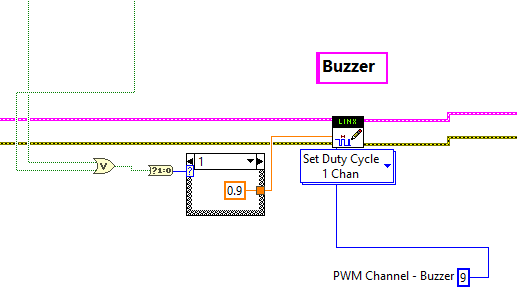 Buzzer
LINX
V
?1:0
1
?
0.9
Set Duty Cycle
1 Chan
PWM Channel - Buzzer 9